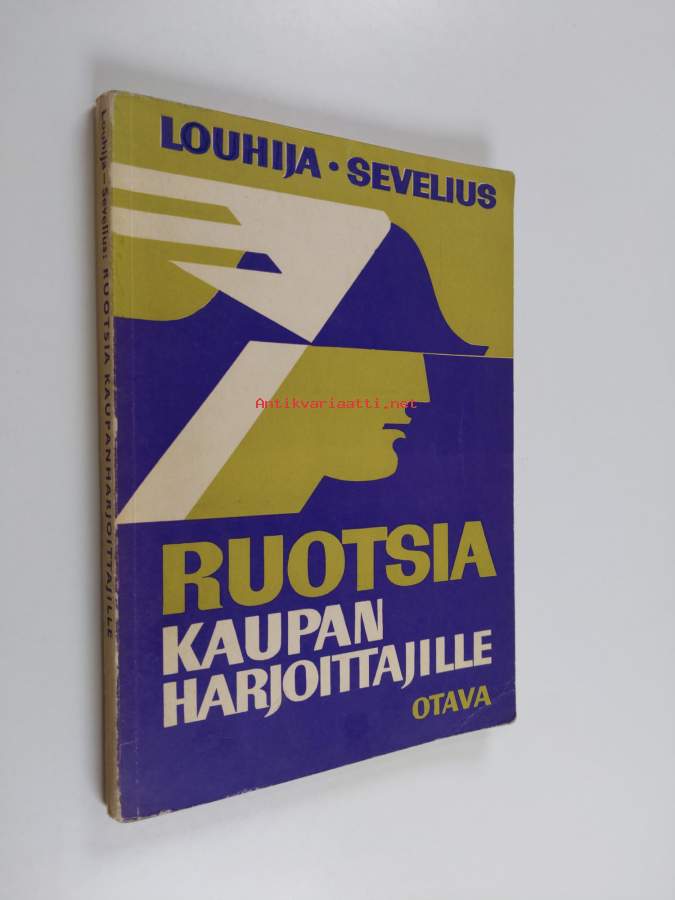 LOUHIJA • SEVELIUS
Antikvariaatti.net
RUOTSIA
KAUPAN
HARJOITTAJILLE
OTAVA
Louhija – Sevelius: RUOTSIA KAUPANHARJOITTAJILLE